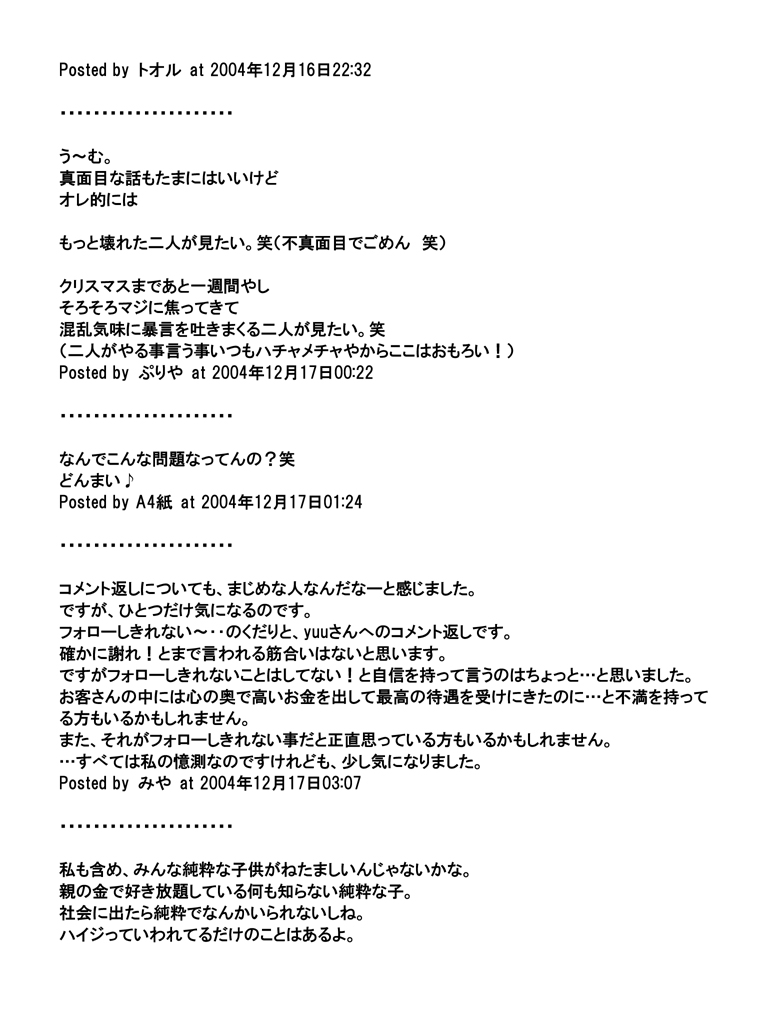 Posted by トオル at 2004年12月16日22:32
・・・・・・・・・・・・・・・・・・・・・
う～む。
真面目な話もたまにはいいけど
オレ的には
もっと壊れた二人が見たい。笑(不真面目でごめん　笑)
クリスマスまであと一週間やし
そろそろマジに焦ってきて
混乱気味に暴言を吐きまくる二人が見たい。笑
(二人がやる事言う事いつもハチャメチャやからここはおもろい！)
Posted by ぷりや at 2004年12月17日00:22
・・・・・・・・・・・・・・・・・・・・・
なんでこんな問題なってんの？笑
どんまい♪
Posted by A4紙 at 2004年12月17日01:24
・・・・・・・・・・・・・・・・・・・・・
コメント返しについても、まじめな人なんだなーと感じました。
ですが、ひとつだけ気になるのです。
フォローしきれない～・・のくだりと、yuuさんへのコメント返しです。
確かに謝れ！とまで言われる筋合いはないと思います。
ですがフォローしきれないことはしてない！と自信を持って言うのはちょっと…と思いました。
お客さんの中には心の奥で高いお金を出して最高の待遇を受けにきたのに…と不満を持って
る方もいるかもしれません。
また、それがフォローしきれない事だと正直思っている方もいるかもしれません。
…すべては私の憶測なのですけれども、少し気になりました。
Posted by みや at 2004年12月17日03:07
・・・・・・・・・・・・・・・・・・・・・
私も含め、みんな純粋な子供がねたましいんじゃないかな。
親の金で好き放題している何も知らない純粋な子。
社会に出たら純粋でなんかいられないしね。
ハイジっていわれてるだけのことはあるよ。